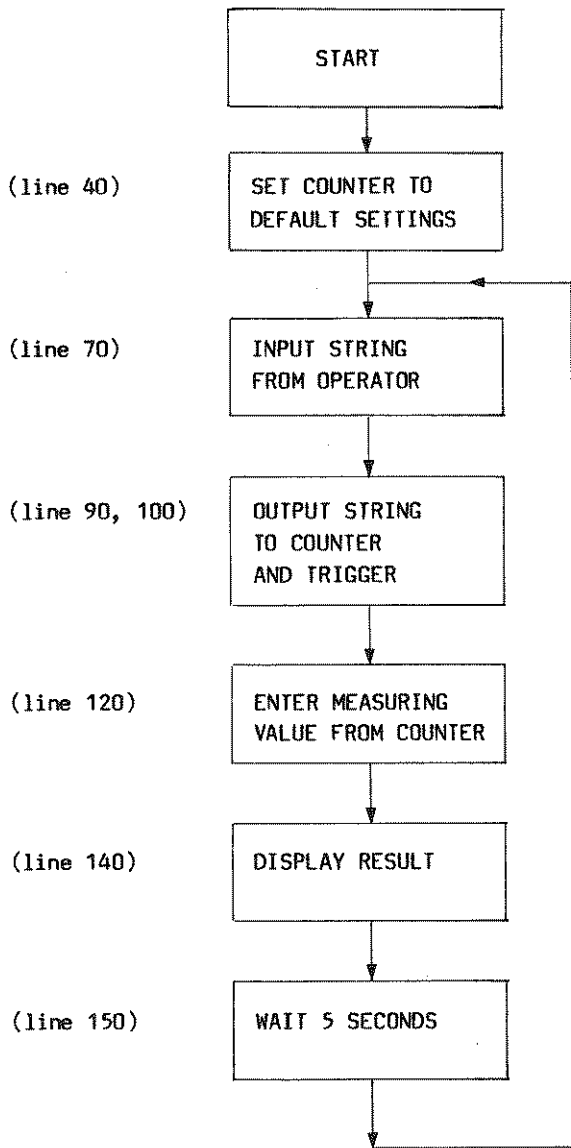 START
(line 40)
SET COUNTER TO
DEFAULT SETTINGS
(line 70)
INPUT STRING
FROM OPERATOR
(line 90, 100)
OUTPUT STRING
TO COUNTER
AND TRIGGER
(line 120)
ENTER MEASURING
VALUE FROM COUNTER
(line 140)
DISPLAY RESULT
(line 150)
WAIT 5 SECONDS